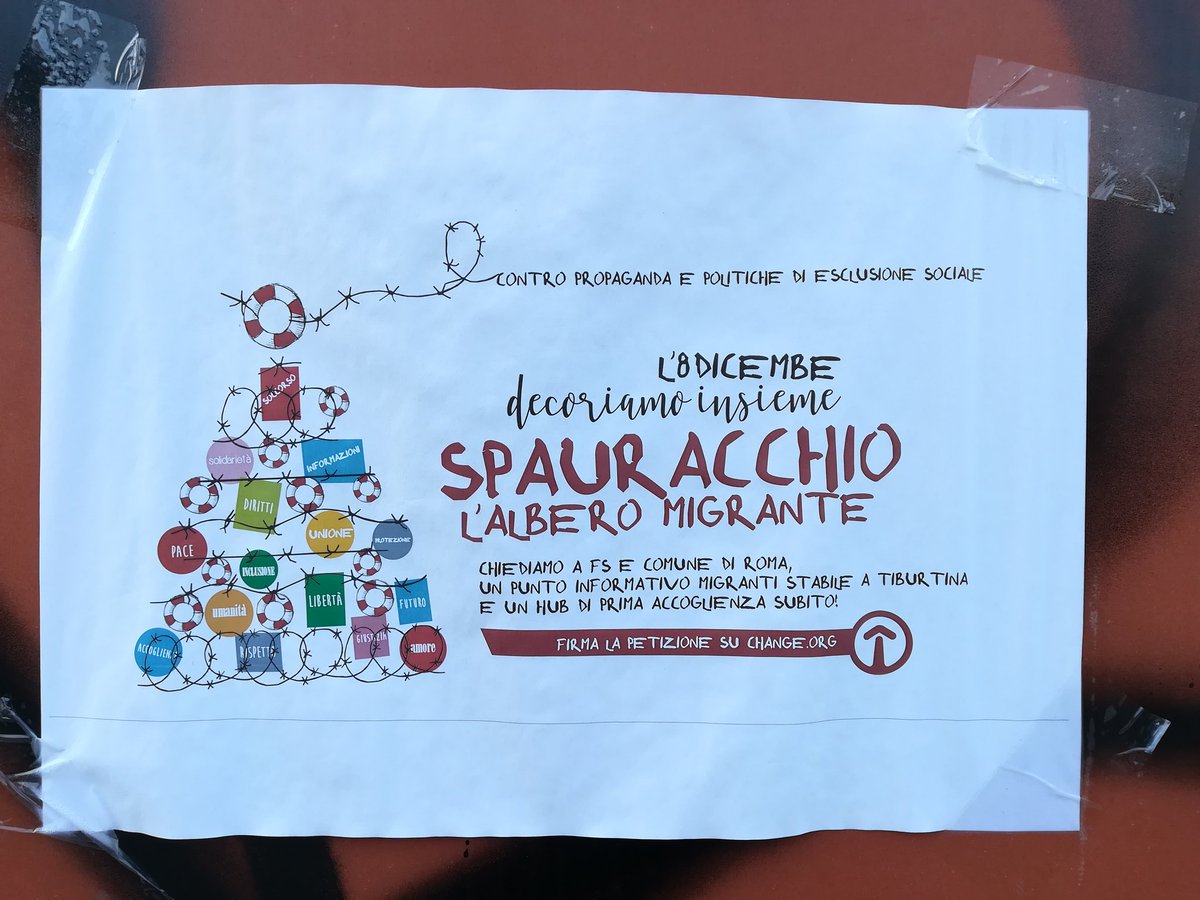 CONTRO PROPAGANDA E POLITICHE DI ESCLUSIONE SOCIALE
L'8 DICEMBE
decoriamo insieme
SPAURACCHIO
L'ALBERO MIGRANTE
CHIEDIAMO A FS E COMUNE DI ROMA,
UN PUNTO INFORMATIVO MIGRANTI STABILE A TIBURTINA
E UN HUB DI PRIMA ACCOGLIENZA SUBITO!
FIRMA LA PETIZIONE SU CHANGE.ORG
SOCCORSO
solidarietà
INFORMAZIONI
DIRITTI
PACE
UNIONE
PROTEZIONE
INCLUSIONE
umanità
LIBERTÀ
FUTURO
ACCOGLIEN
RISPETT
GIUSTIZIA
amore